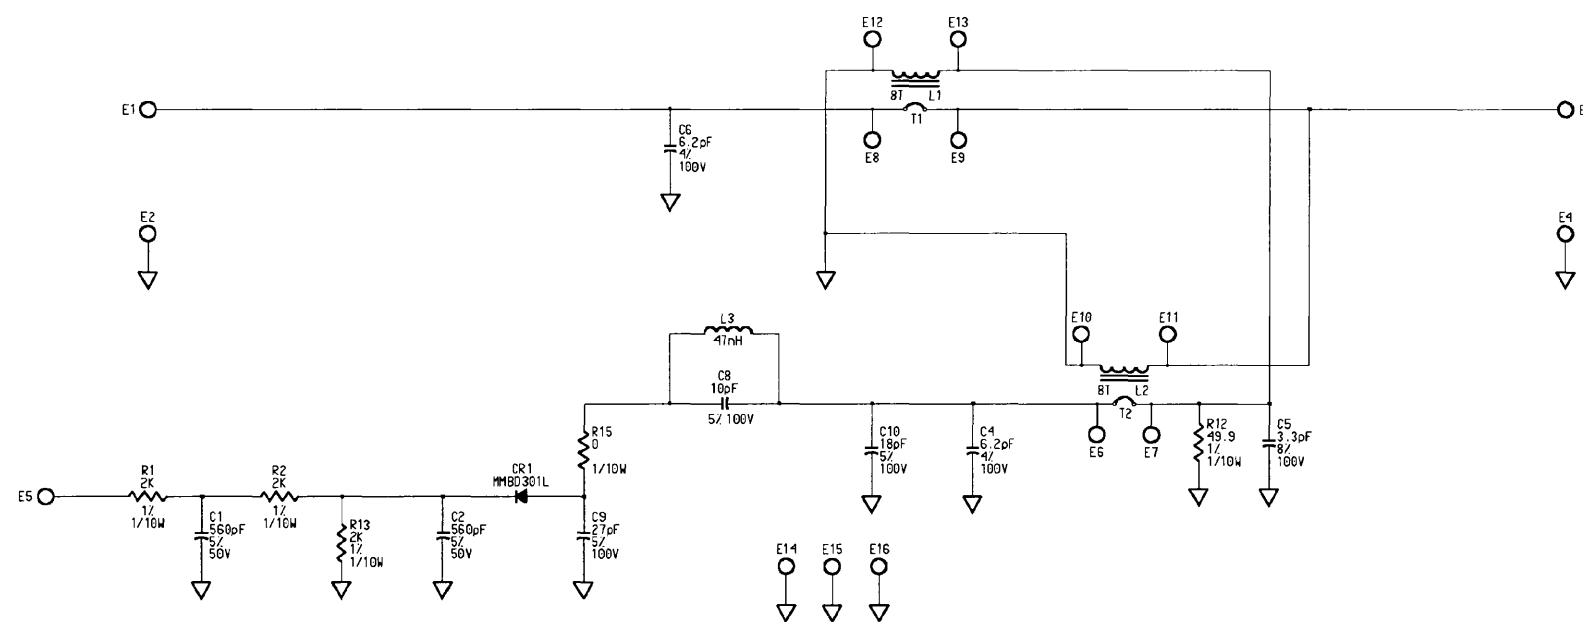 E12
E13
8T
L1
E1
T1
E8
E9
C6
6.2pF
4%
100V
E2
E4
L3
47nH
E10
E11
C8
10pF
5%
100V
8T
L2
T2
E6
E7
R15
0
1/10W
C10
18pF
5%
100V
C4
6.2pF
4%
100V
R12
49.9
1%
1/10W
C5
3.3pF
8%
100V
E5
R1
2K
1%
1/10W
R2
2K
1%
1/10W
CR1
MMBD301L
C1
560pF
5%
50V
R13
2K
1%
1/10W
C2
560pF
5%
50V
C9
27pF
5%
100V
E14
E15
E16